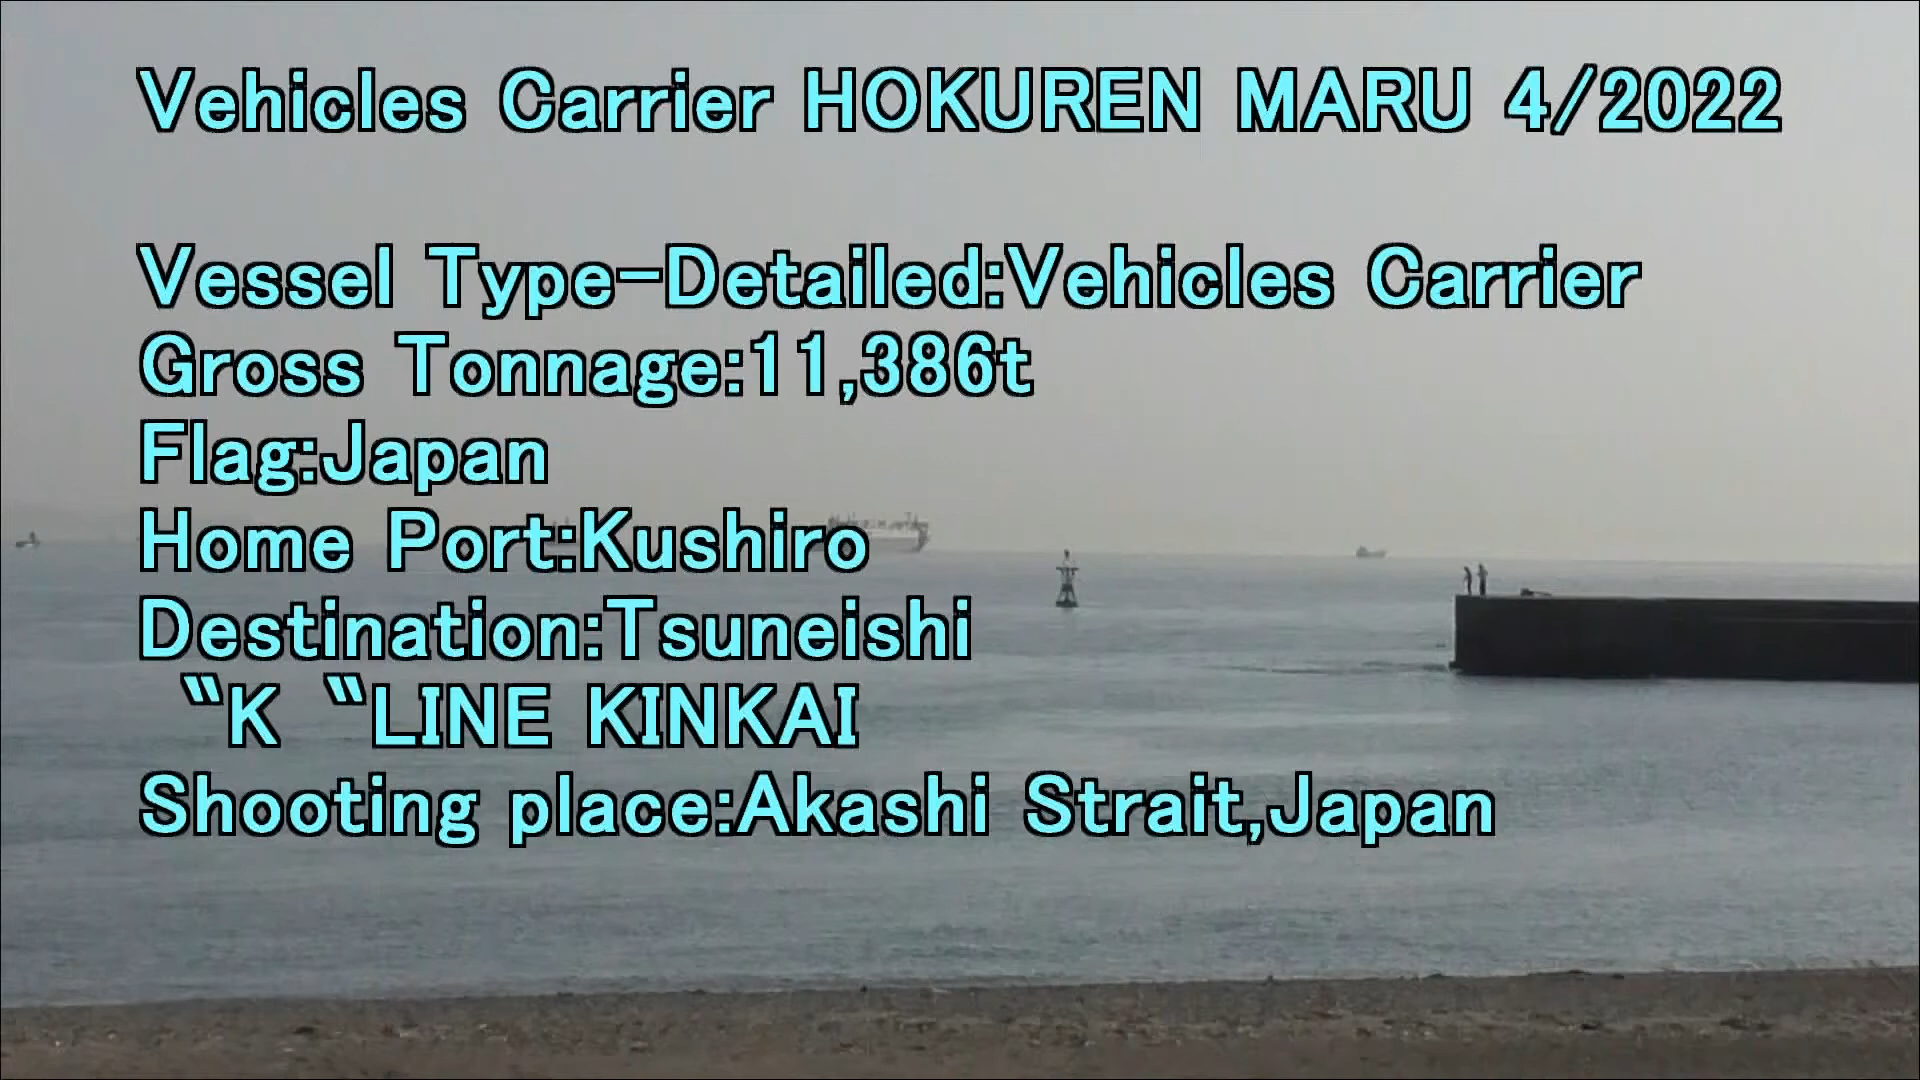 Vehicles Carrier HOKUREN MARU 4/2022
Vessel Type-Detailed:Vehicles Carrier
Gross Tonnage:11,386t
Flag:Japan
Home Port:Kushiro
Destination:Tsuneishi
〝K 〝LINE KINKAI
Shooting place:Akashi Strait,Japan